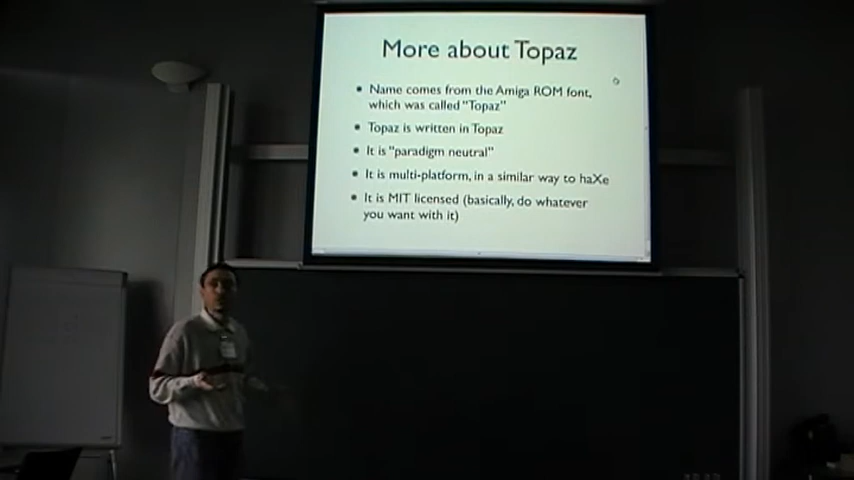 More about Topaz
• Name comes from the Amiga ROM font,
which was called "Topaz"
• Topaz is written in Topaz
• It is "paradigm neutral"
• It is multi-platform, in a similar way to haXe
• It is MIT licensed (basically, do whatever
you want with it)